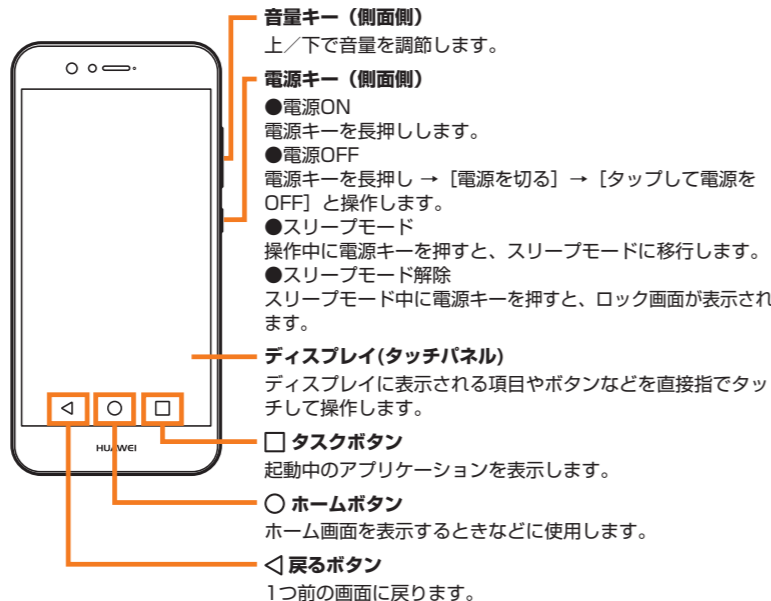 音量キー（側面側）
上／下で音量を調節します。
電源キー（側面側）
●電源ON
電源キーを長押しします。
●電源OFF
電源キーを長押し → ［電源を切る］→［タップして電源を
OFF］と操作します。
●スリープモード
操作中に電源キーを押すと、スリープモードに移行します。
●スリープモード解除
スリープモード中に電源キーを押すと、ロック画面が表示され
ます。
ディスプレイ(タッチパネル)
ディスプレイに表示される項目やボタンなどを直接指でタッ
チして操作します。
□ タスクボタン
起動中のアプリケーションを表示します。
○ ホームボタン
ホーム画面を表示するときなどに使用します。
◁ 戻るボタン
1つ前の画面に戻ります。
HUAWEI